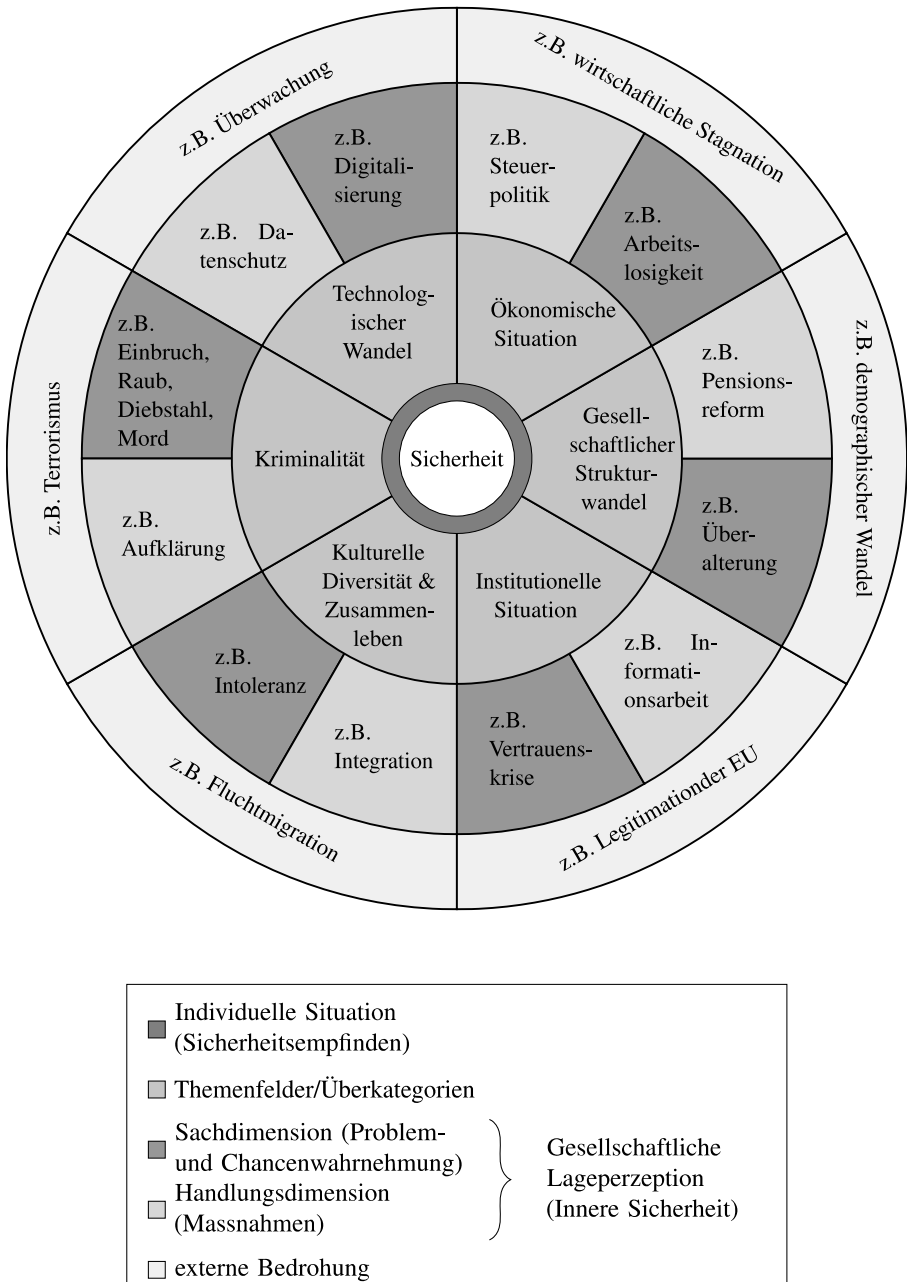 z.B. Überwachung
z.B. wirtschaftliche Stagnation
z.B. demographischer Wandel
z.B. Legitimationder EU
z.B. Fluchtmigration
z.B. Terrorismus
z.B.
Digitali-
sierung
z.B.
Steuer-
politik
z.B.
Arbeits-
losigkeit
z.B.
Pensions-
reform
z.B.
Über-
alterung
z.B. In-
formati-
onsarbeit
z.B.
Vertrauens-
krise
z.B.
Integration
z.B.
Intoleranz
z.B.
Aufklärung
z.B.
Einbruch,
Raub,
Diebstahl,
Mord
z.B. Da-
tenschutz
Technolog-
ischer
Wandel
Ökonomische
Situation
Gesell-
schaftlicher
Struktur-
wandel
Institutionelle
Situation
Kulturelle
Diversität &
Zusammen-
leben
Kriminalität
Sicherheit
Individuelle Situation
(Sicherheitsempfinden)
Themenfelder/Überkategorien
Sachdimension (Problem-
und Chancenwahrnehmung)
Handlungsdimension
(Massnahmen)
Gesellschaftliche
Lageperzeption
(Innere Sicherheit)
externe Bedrohung